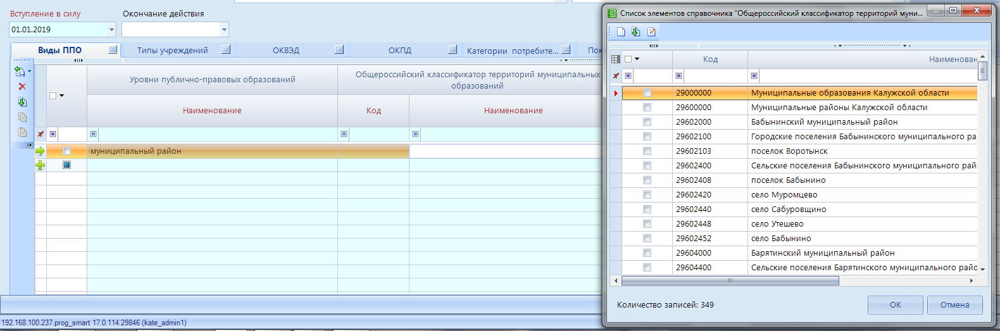 Вступление в силу
Окончание действия
01.01.2019
Виды ППО
Типы учреждений
ОКВЭД
ОКПД
Категории потребите...
Пок
Уровни публично-правовых образований
Общероссийский классификатор территорий муниципальных
образований
Наименование
Код
Наименование
муниципальный район
192.168.100.237.prog_smart 17.0.114.29846 (kate_admin1)
Список элементов справочника "Общероссийский классификатор территорий муни...
Код
Наименован
29000000 Муниципальные образования Калужской области
29600000 Муниципальные районы Калужской области
29602000 Бабынинский муниципальный район
29602100 Городские поселения Бабынинского муниципального ра
29602103 поселок Воротынск
29602400 Сельские поселения Бабынинского муниципального рай
29602408 поселок Бабынино
29602420 село Муромцево
29602440 село Сабуровщино
29602448 село Утешево
29602452 село Бабынино
29604000 Барятинский муниципальный район
29604400 Сельские поселения Барятинского муниципального райо
Количество записей: 349
ОК
Отмена